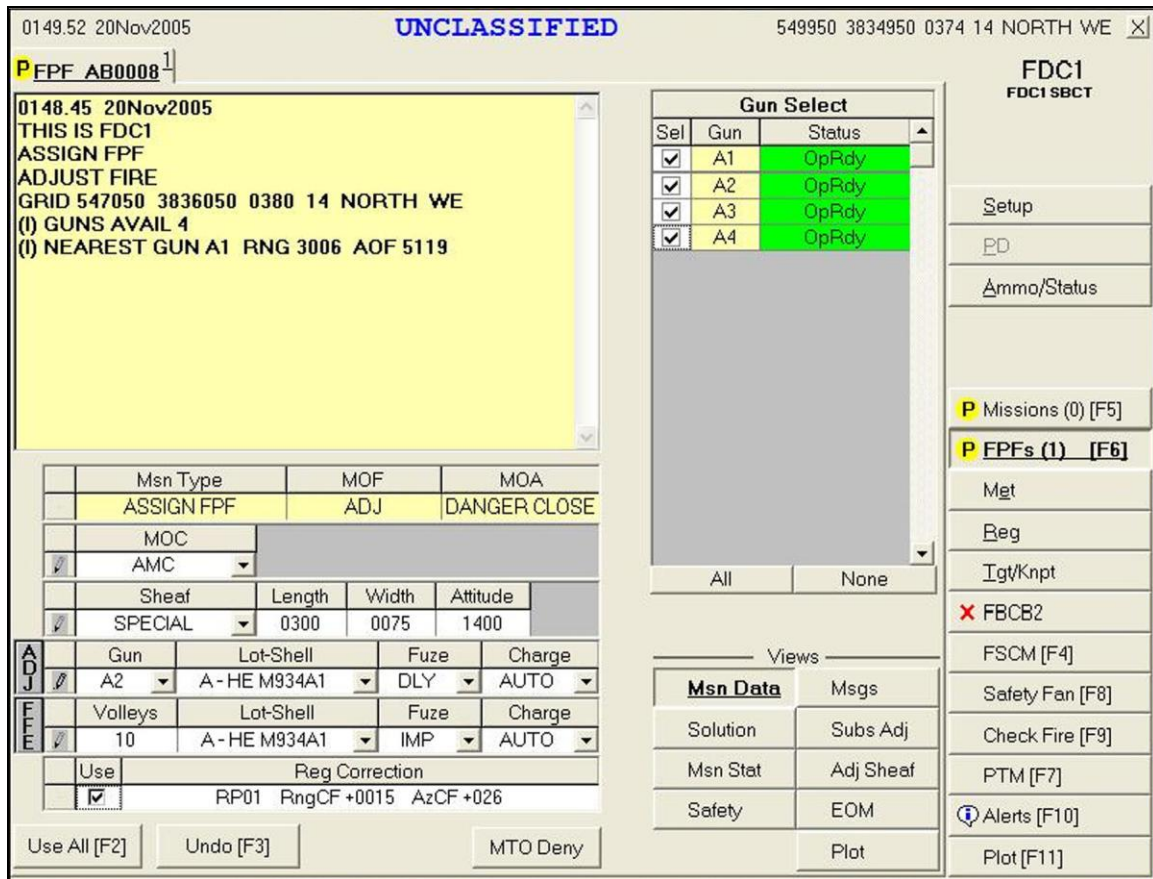 0149.52 20Nov2005 UNCLASSIFIED 549950 3834950 0374 14 NORTH WE X
P FPF AB0008 1
FDC1
FDC1 SBCT
0148.45 20Nov2005
THIS IS FDC1
ASSIGN FPF
ADJUST FIRE
GRID 547050 3836050 0380 14 NORTH WE
(I) GUNS AVAIL 4
(I) NEAREST GUN A1 RNG 3006 AOF 5119
Gun Select
Sel Gun Status
A1 OpRdy
A2 OpRdy
A3 OpRdy
A4 OpRdy
All None
Msn Type MOF MOA
ASSIGN FPF ADJ DANGER CLOSE
MOC
AMC
Sheaf Length Width Attitude
SPECIAL 0300 0075 1400
ADJ
Gun Lot-Shell Fuze Charge
A2 A - HE M934A1 DLY AUTO
FFE
Volleys Lot-Shell Fuze Charge
10 A - HE M934A1 IMP AUTO
Use Reg Correction
RP01 RngCF +0015 AzCF +026
Use All [F2] Undo [F3] MTO Deny
Views
Msn Data Msgs
Solution Subs Adj
Msn Stat Adj Sheaf
Safety EOM
Plot
Setup
PD
Ammo/Status
P Missions (0) [F5]
P FPFs (1) [F6]
Met
Reg
Tgt/Knpt
X FBCB2
FSCM [F4]
Safety Fan [F8]
Check Fire [F9]
PTM [F7]
i Alerts [F10]
Plot [F11]